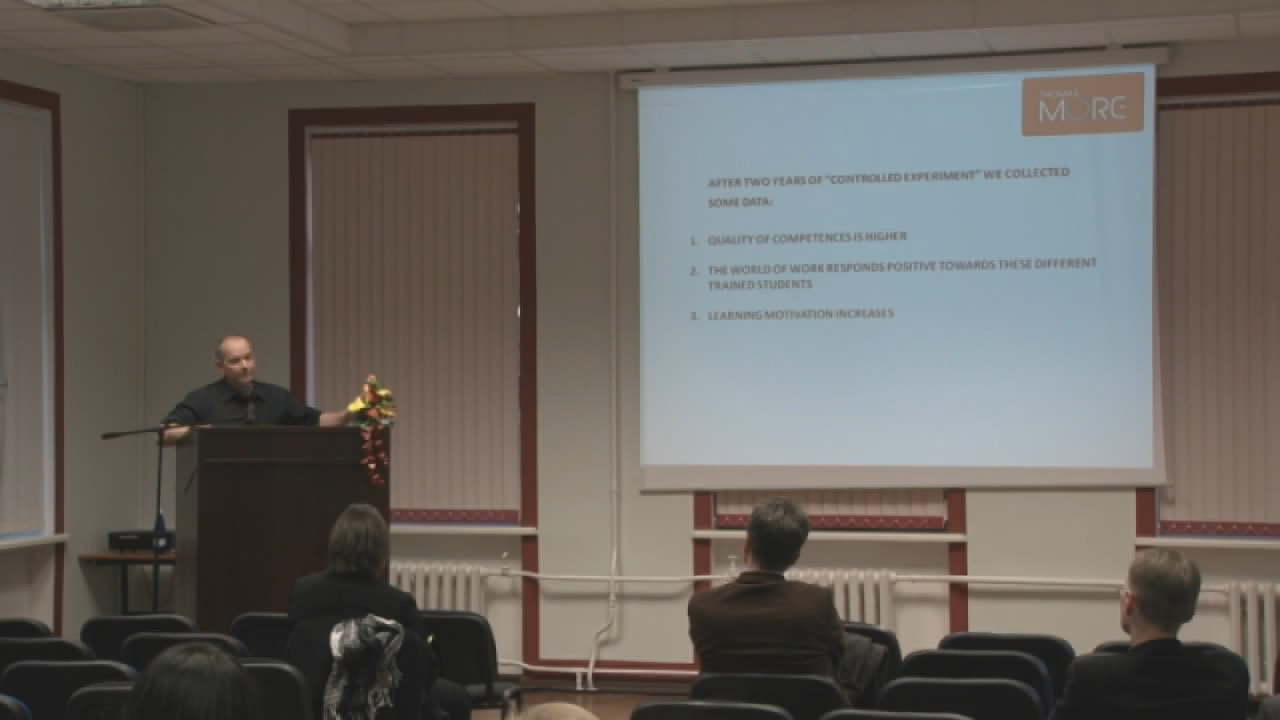 THOMAS
MORE
AFTER TWO YEARS OF "CONTROLLED EXPERIMENT" WE COLLECTED
SOME DATA:
1. QUALITY OF COMPETENCES IS HIGHER
2. THE WORLD OF WORK RESPONDS POSITIVE TOWARDS THESE DIFFERENT
TRAINED STUDENTS
3. LEARNING MOTIVATION INCREASES